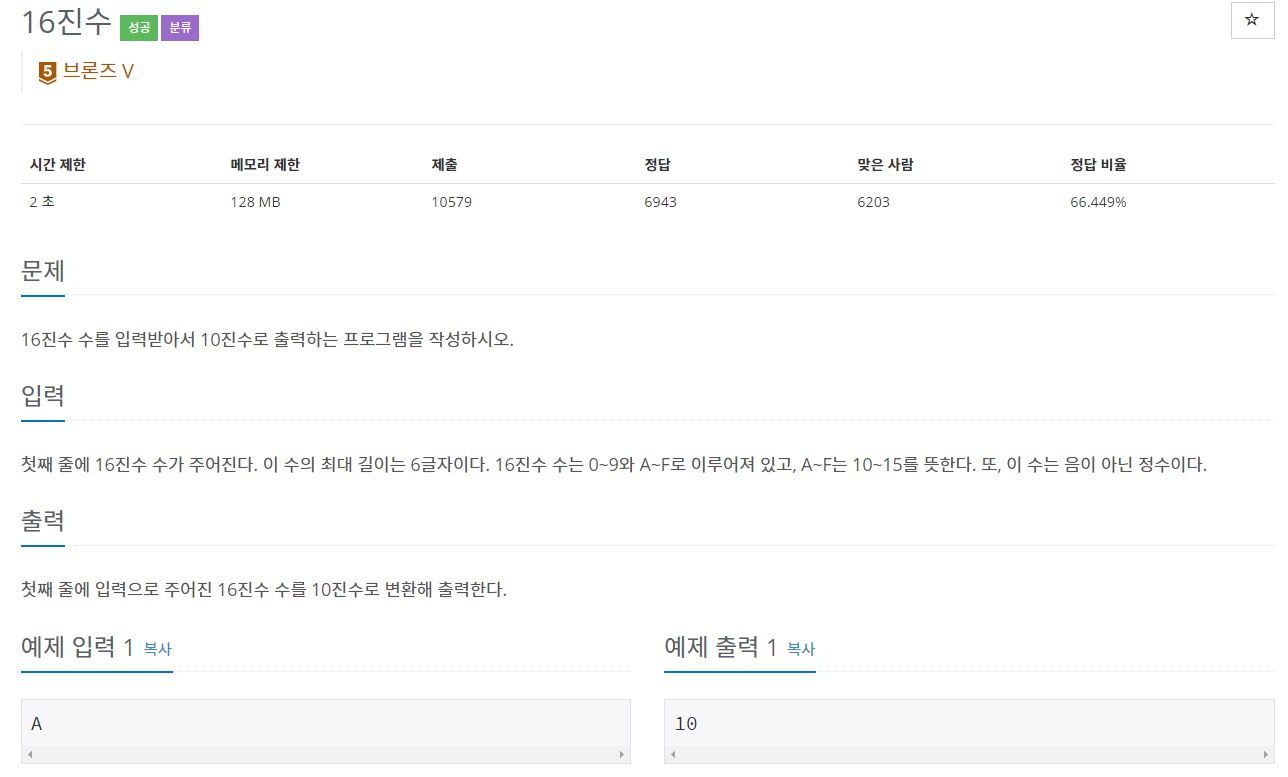 16진수 성공 분류
☆
5 브론즈 V
시간 제한 메모리 제한 제출 정답 맞은 사람 정답 비율
2 초 128 MB 10579 6943 6203 66.449%
문제
16진수 수를 입력받아서 10진수로 출력하는 프로그램을 작성하시오.
입력
첫째 줄에 16진수 수가 주어진다. 이 수의 최대 길이는 6글자이다. 16진수 수는 0~9와 A~F로 이루어져 있고, A~F는 10~15를 뜻한다. 또, 이 수는 음이 아닌 정수이다.
출력
첫째 줄에 입력으로 주어진 16진수 수를 10진수로 변환해 출력한다.
예제 입력 1 복사
A
예제 출력 1 복사
10